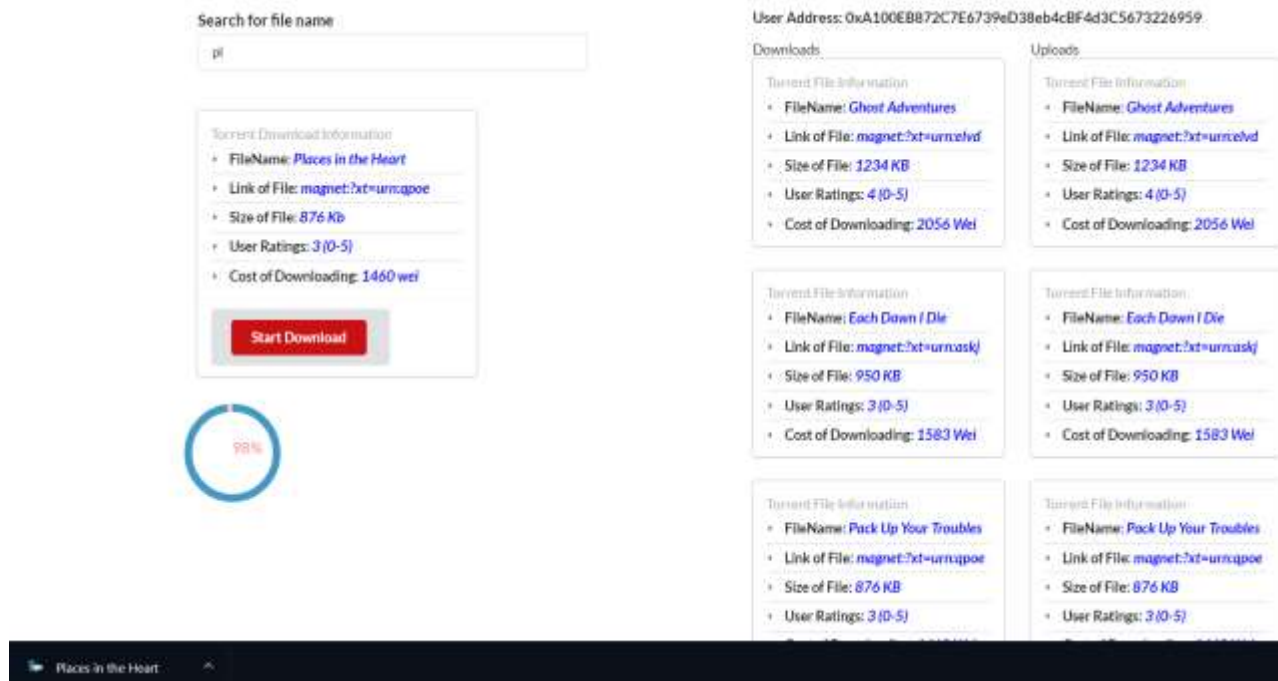 Search for file name
pl
Torrent Download Information
FileName: Places in the Heart
Link of File: magnet:?xt=urn:qpoe
Size of File: 876 Kb
User Ratings: 3 (0-5)
Cost of Downloading: 1460 wei
Start Download
98%
User Address: 0xA100EB872C7E6739eD38eb4cBF4d3C5673226959
Downloads
Torrent File Information
FileName: Ghost Adventures
Link of File: magnet:?xt=urn:elvd
Size of File: 1234 KB
User Ratings: 4 (0-5)
Cost of Downloading: 2056 Wei
Torrent File Information
FileName: Each Dawn I Die
Link of File: magnet:?xt=urn:askj
Size of File: 950 KB
User Ratings: 3 (0-5)
Cost of Downloading: 1583 Wei
Torrent File Information
FileName: Pack Up Your Troubles
Link of File: magnet:?xt=urn:qpoe
Size of File: 876 KB
User Ratings: 3 (0-5)
Uploads
Torrent File Information
FileName: Ghost Adventures
Link of File: magnet:?xt=urn:elvd
Size of File: 1234 KB
User Ratings: 4 (0-5)
Cost of Downloading: 2056 Wei
Torrent File Information
FileName: Each Dawn I Die
Link of File: magnet:?xt=urn:askj
Size of File: 950 KB
User Ratings: 3 (0-5)
Cost of Downloading: 1583 Wei
Torrent File Information
FileName: Pack Up Your Troubles
Link of File: magnet:?xt=urn:qpoe
Size of File: 876 KB
User Ratings: 3 (0-5)
Places in the Heart